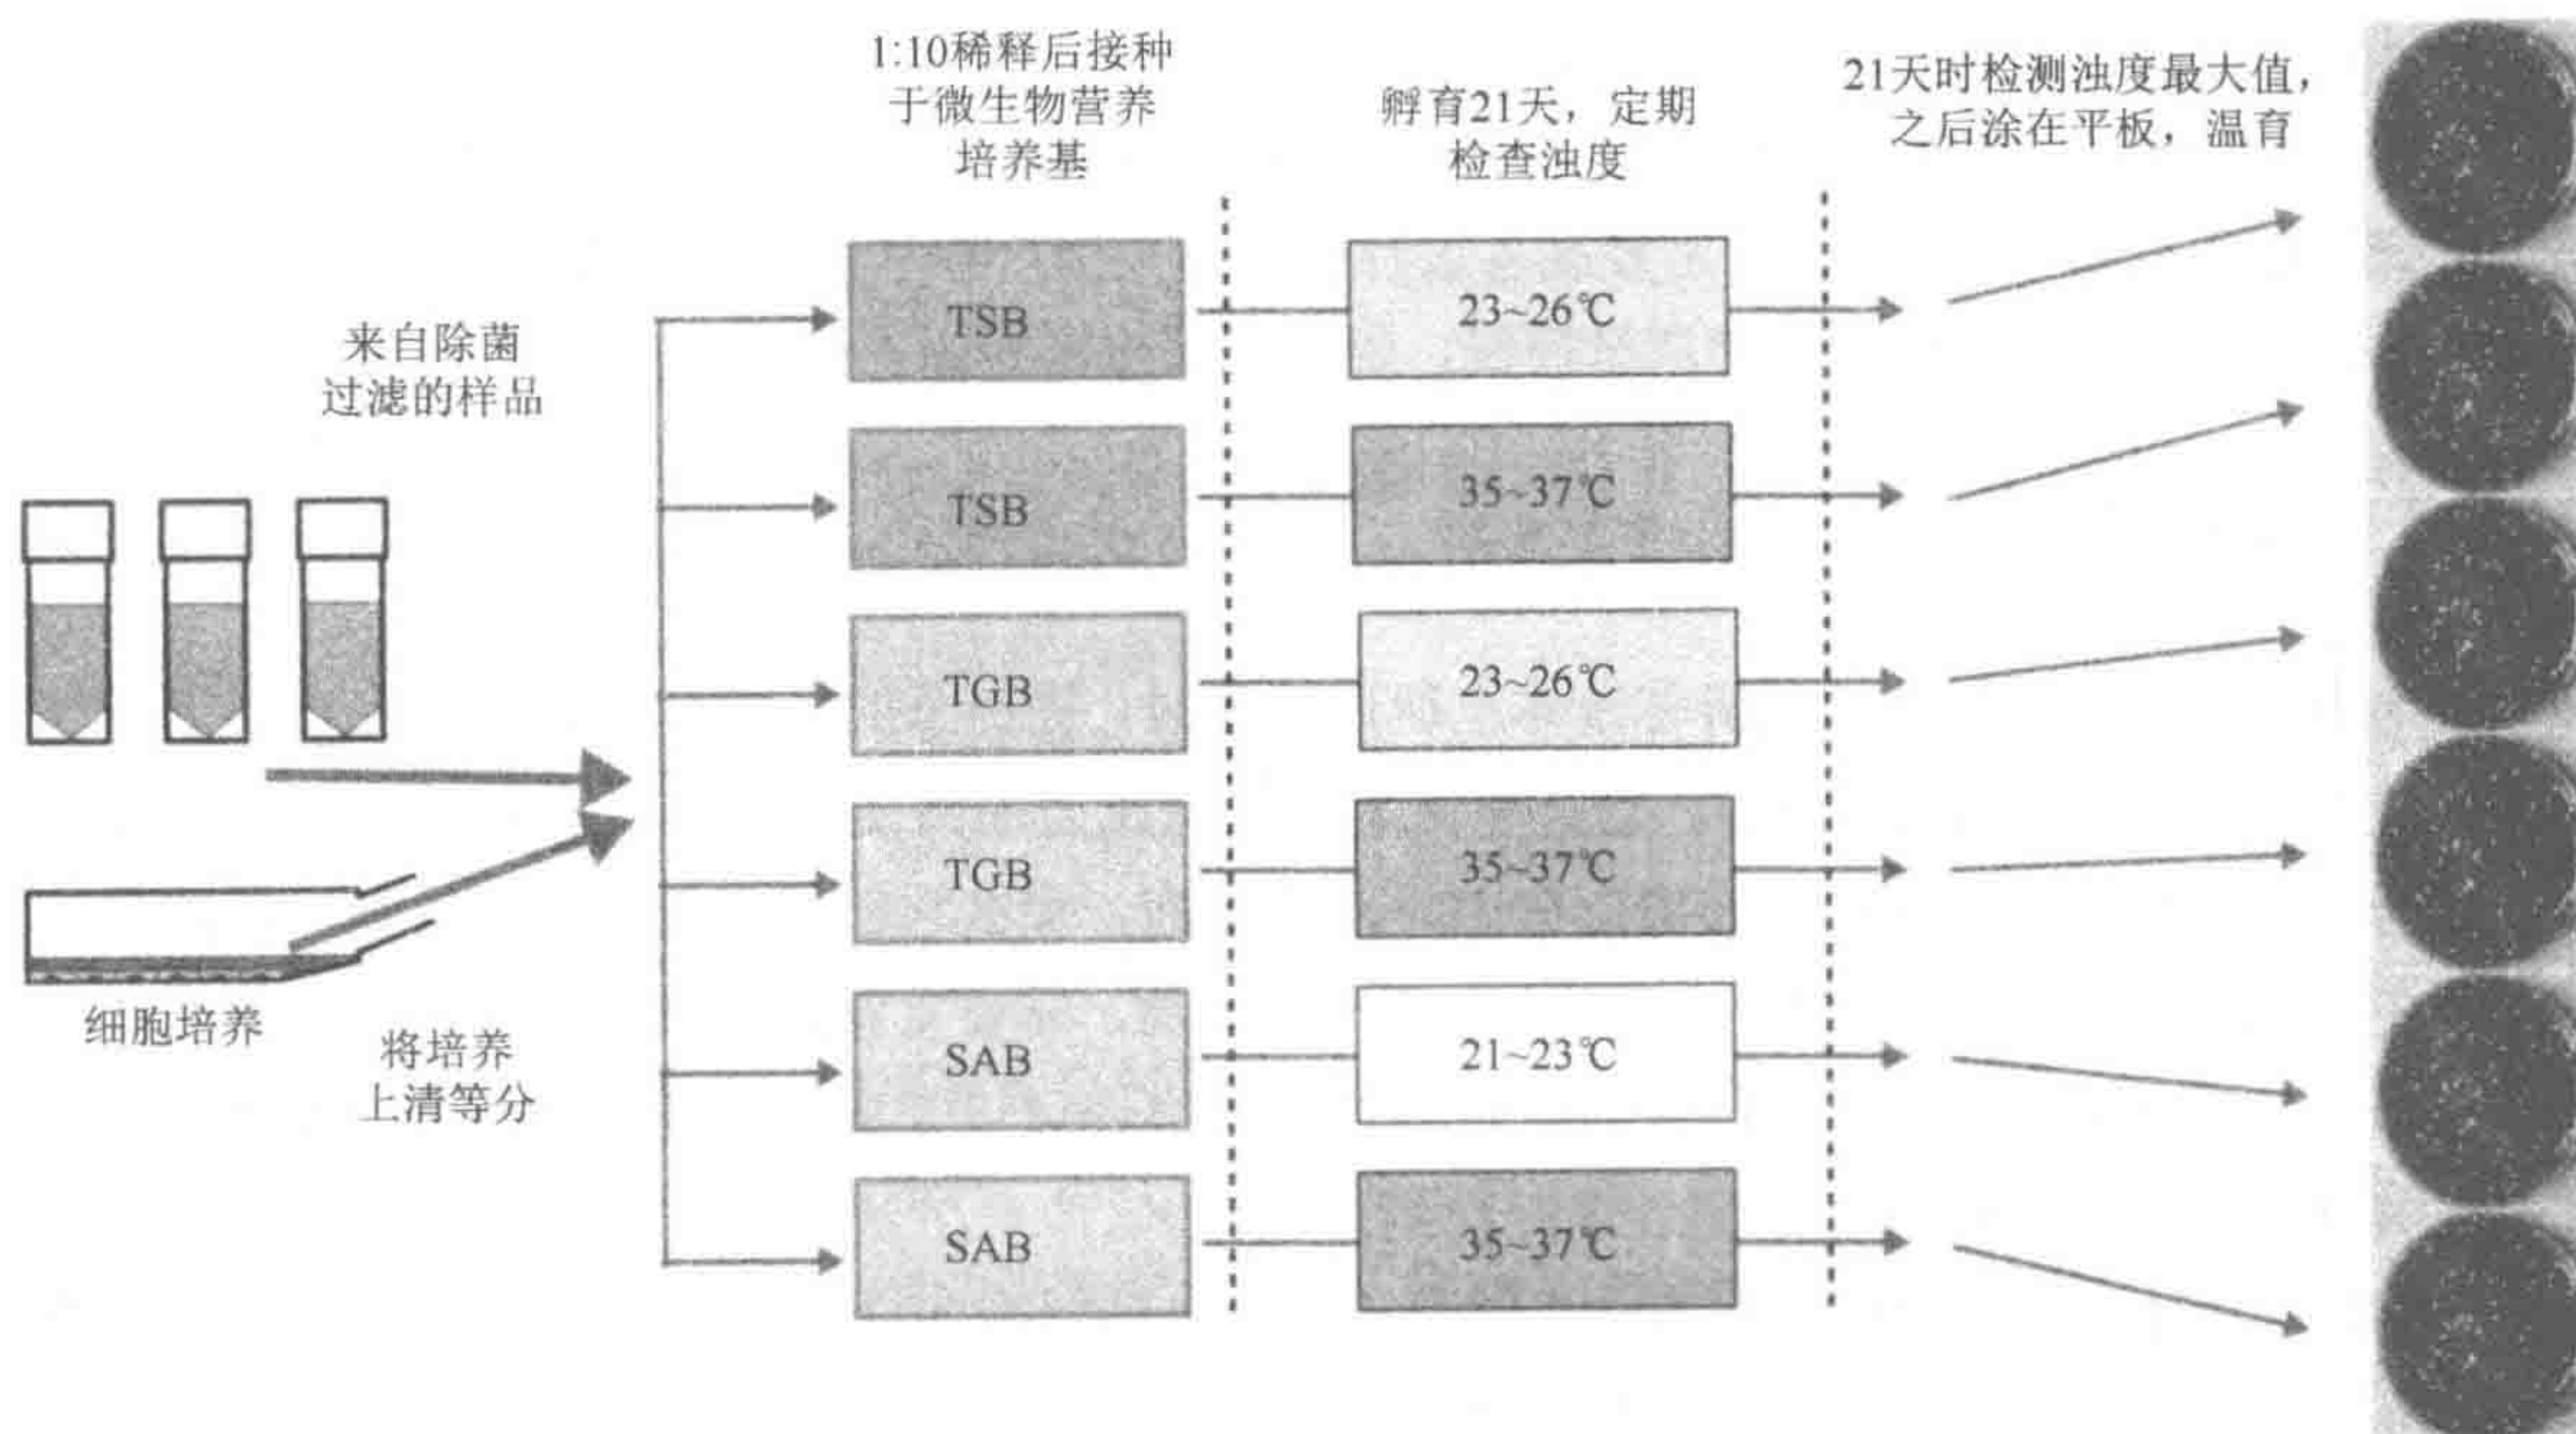 1:10稀释后接种
于微生物营养
培养基
孵育21天，定期
检查浊度
21天时检测浊度最大值，
之后涂在平板，温育
来自除菌
过滤的样品
细胞培养
将培养
上清等分
TSB
23~26℃
TSB
35~37℃
TGB
23~26℃
TGB
35~37℃
SAB
21~23℃
SAB
35~37℃